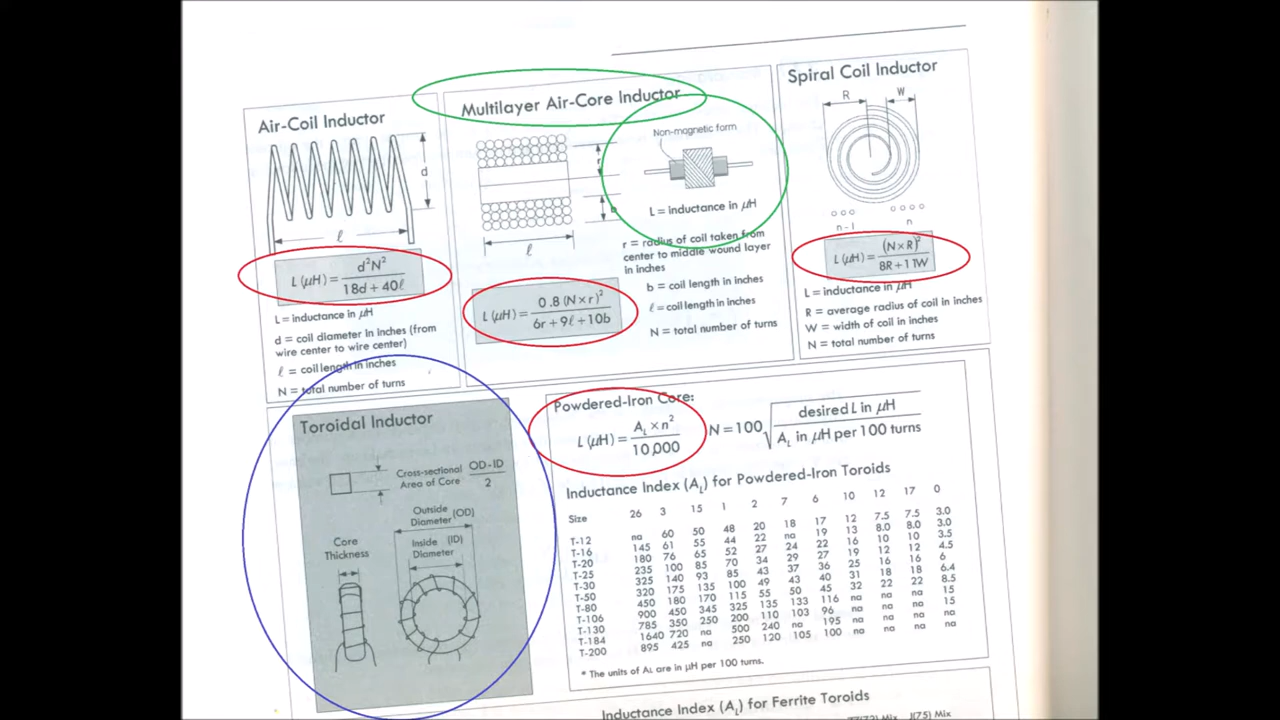 Air-Coil Inductor
d
ℓ
L (μH) = d²N² / 18d + 40ℓ
L = inductance in μH
d = coil diameter in inches (from
wire center to wire center)
ℓ = coil length in inches
N = total number of turns
Multilayer Air-Core Inductor
Non-magnetic form
r
b
ℓ
L = inductance in μH
L (μH) = 0.8 (N × r)² / 6r + 9ℓ + 10b
r = radius of coil taken from
center to middle wound layer
in inches
b = coil length in inches
ℓ = coil length in inches
N = total number of turns
Spiral Coil Inductor
R W
n-1 n
L (μH) = (N × R)² / 8R + 11W
L = inductance in μH
R = average radius of coil in inches
W = width of coil in inches
N = total number of turns
Toroidal Inductor
Cross-sectional
Area of Core
OD-ID / 2
Outside
Diameter (OD)
Core
Thickness
Inside (ID)
Diameter
Powdered-Iron Core:
L (μH) = A_L × n² / 10,000
N = 100 √ desired L in μH / A_L in μH per 100 turns
Inductance Index (A_L) for Powdered-Iron Toroids
Size 26 3 15 1 2 7 6 10 12 17 0
T-12 na 60 50 48 20 18 17 12 7.5 7.5 3.0
T-16 145 61 55 44 22 na 19 13 8.0 8.0 3.0
T-20 180 76 65 52 27 24 22 16 10 10 3.5
T-25 235 100 85 70 34 29 27 19 12 12 4.5
T-30 325 140 93 85 43 37 36 25 16 16 6
T-50 320 175 135 100 49 43 40 31 18 18 6.4
T-80 450 180 170 115 55 50 45 32 22 22 8.5
T-106 900 450 345 325 135 133 116 na na na 15
T-130 785 350 250 200 110 103 96 na na na 15
T-184 1640 720 na 500 240 na 195 na na na na
T-200 895 425 na 250 120 105 100 na na na na
* The units of AL are in μH per 100 turns.
Inductance Index (A_L) for Ferrite Toroids
J(75) Mix